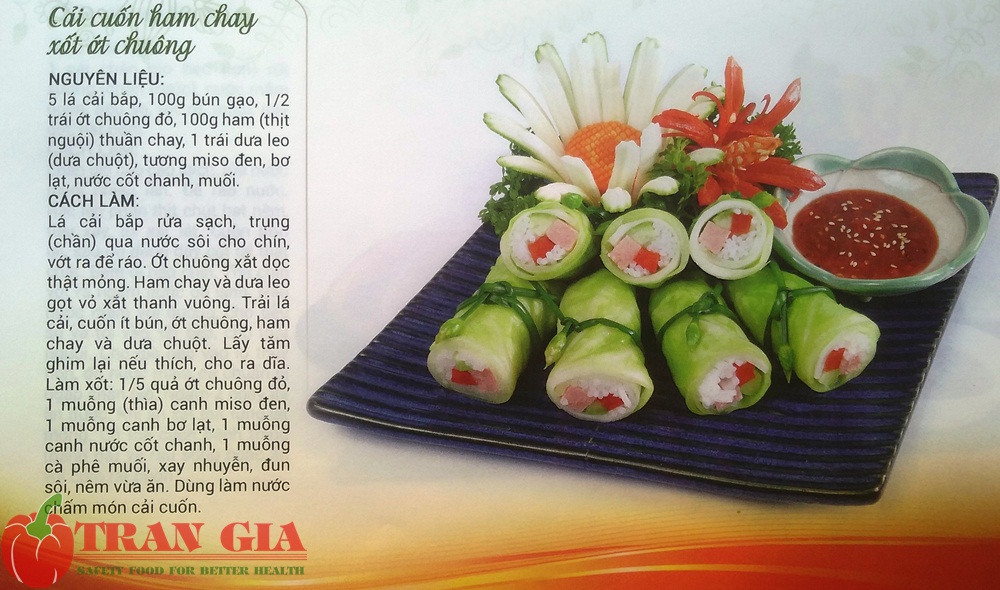 Cải cuốn ham chay
xốt ớt chuông
NGUYÊN LIỆU:
5 lá cải bắp, 100g bún gạo, 1/2
trái ớt chuông đỏ, 100g ham (thịt
nguội) thuần chay, 1 trái dưa leo
(dưa chuột), tương miso đen, bơ
lạt, nước cốt chanh, muối.
CÁCH LÀM:
Lá cải bắp rửa sạch, trụng
(chần) qua nước sôi cho chín,
vớt ra để ráo. Ớt chuông xắt dọc
thật mỏng. Ham chay và dưa leo
gọt vỏ xắt thanh vuông. Trải lá
cải, cuốn ít bún, ớt chuông, ham
chay và dưa chuột. Lấy tăm
ghim lại nếu thích, cho ra dĩa.
Làm xốt: 1/5 quả ớt chuông đỏ,
1 muỗng (thìa) canh miso đen,
1 muỗng canh bơ lạt, 1 muỗng
canh nước cốt chanh, 1 muỗng
cà phê muối, xay nhuyễn, đun
sôi, nêm vừa ăn. Dùng làm nước
chấm món cải cuốn.
TRAN GIA
SAFETY FOOD FOR BETTER HEALTH